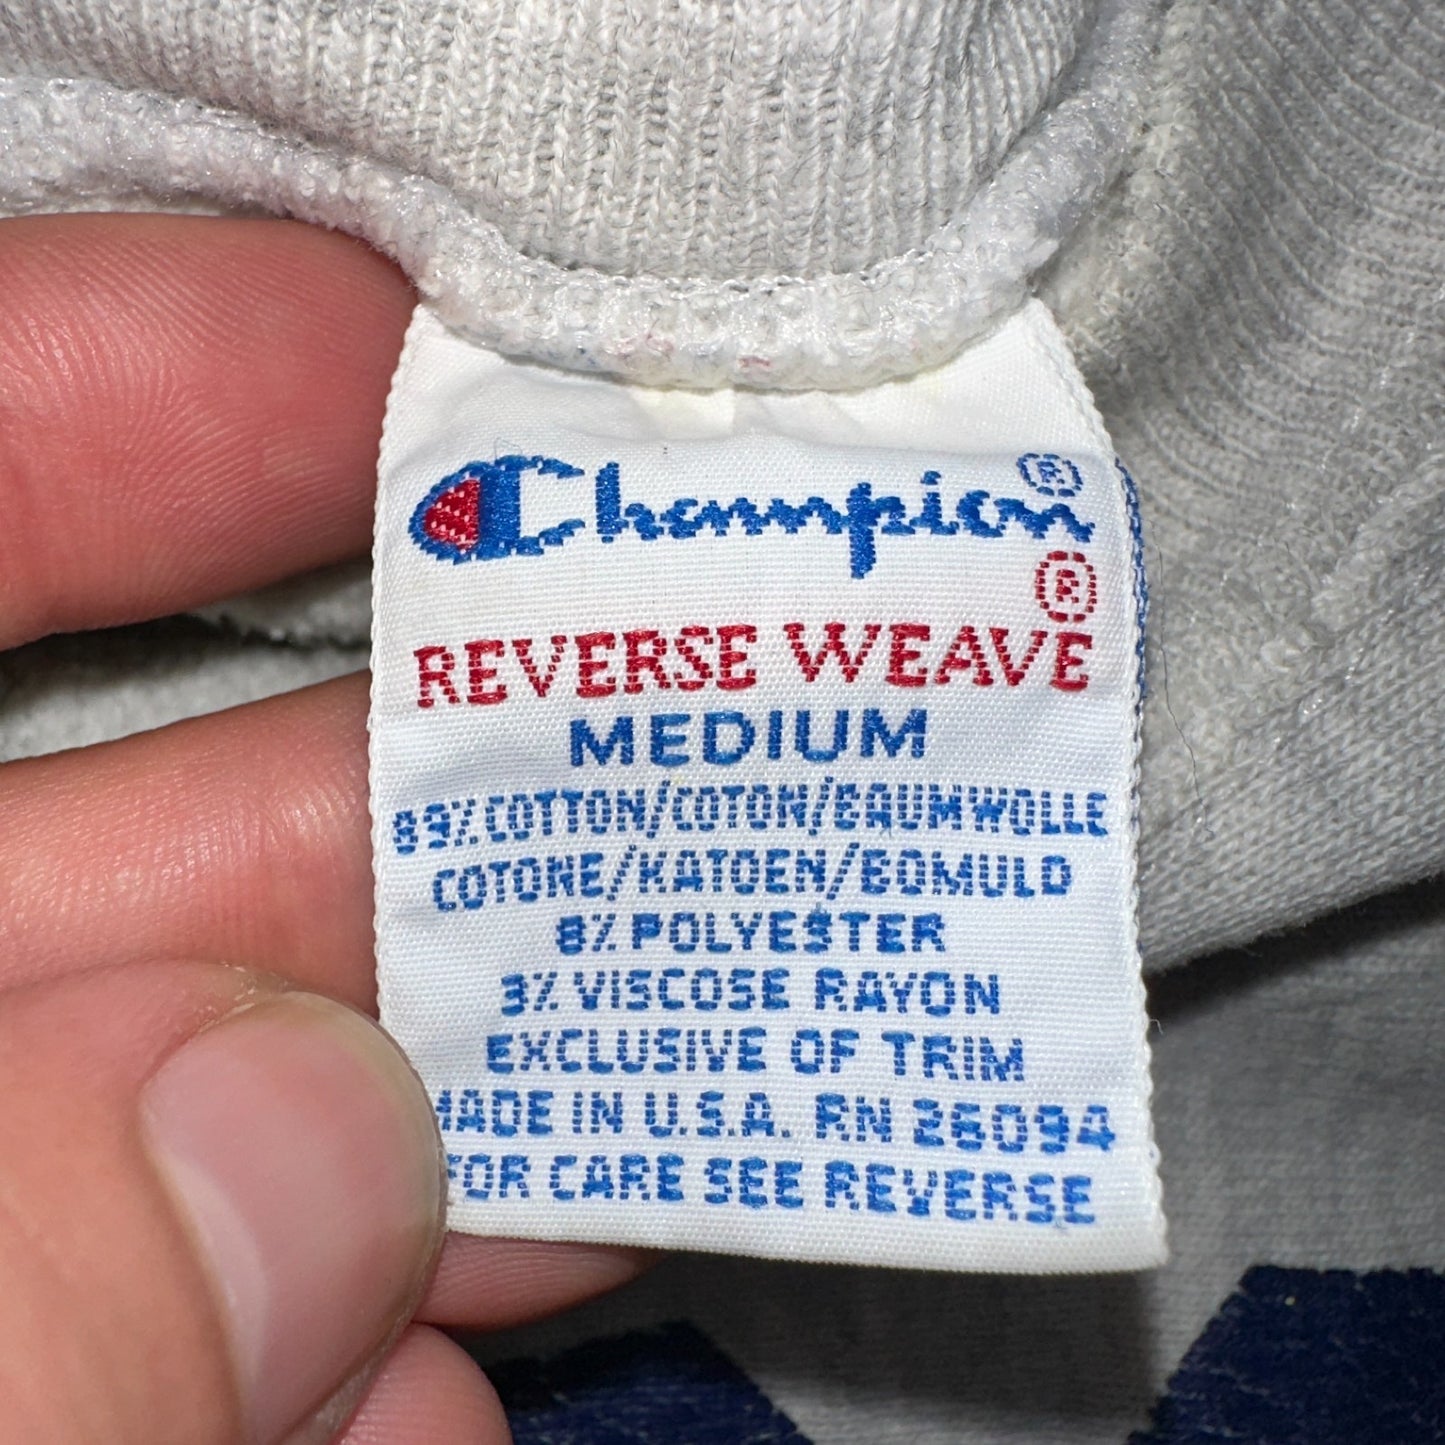 Champion®
®
REVERSE WEAVE
MEDIUM
89% COTTON/COTON/BAUMWOLLE
COTONE/KATOEN/BOMULD
8% POLYESTER
3% VISCOSE RAYON
EXCLUSIVE OF TRIM
MADE IN U.S.A. RN 26094
FOR CARE SEE REVERSE